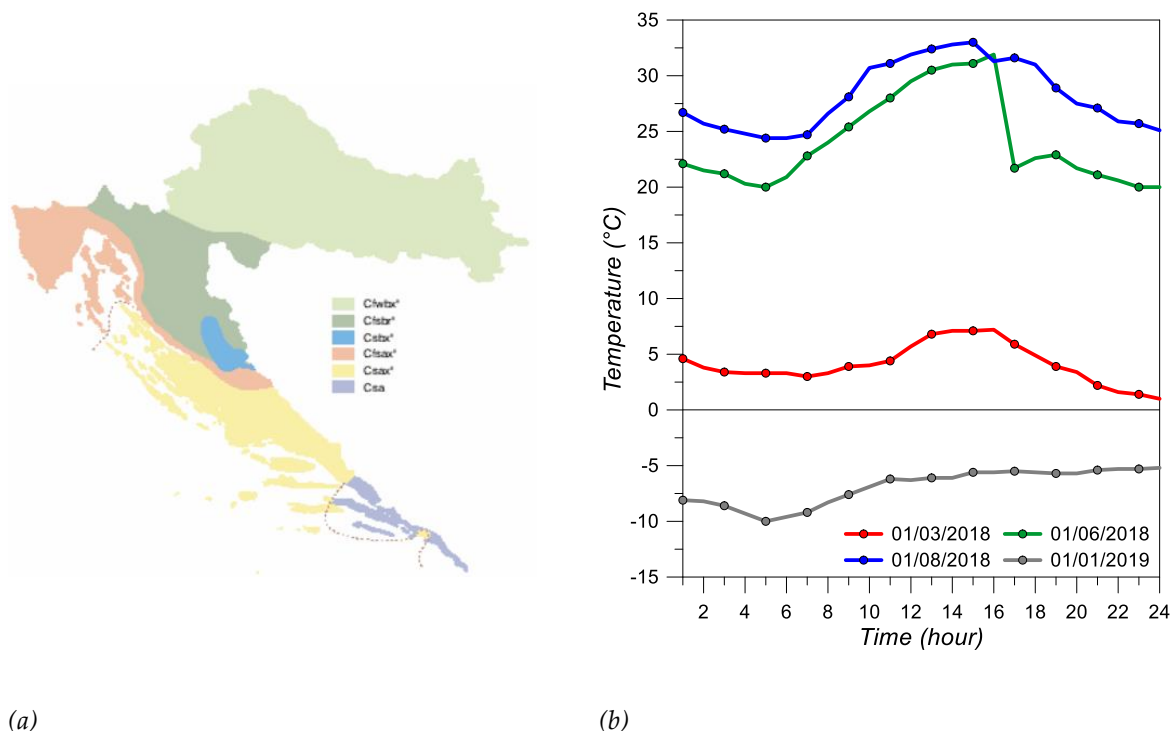 Cfwbx"
Cfsbr"
Csbx"
Cfsax"
Csax"
Csa
35
30
25
20
15
10
5
0
-5
-10
-15
Temperature (°C)
01/03/2018
01/06/2018
01/08/2018
01/01/2019
2 4 6 8 10 12 14 16 18 20 22 24
Time (hour)
(a)
(b)